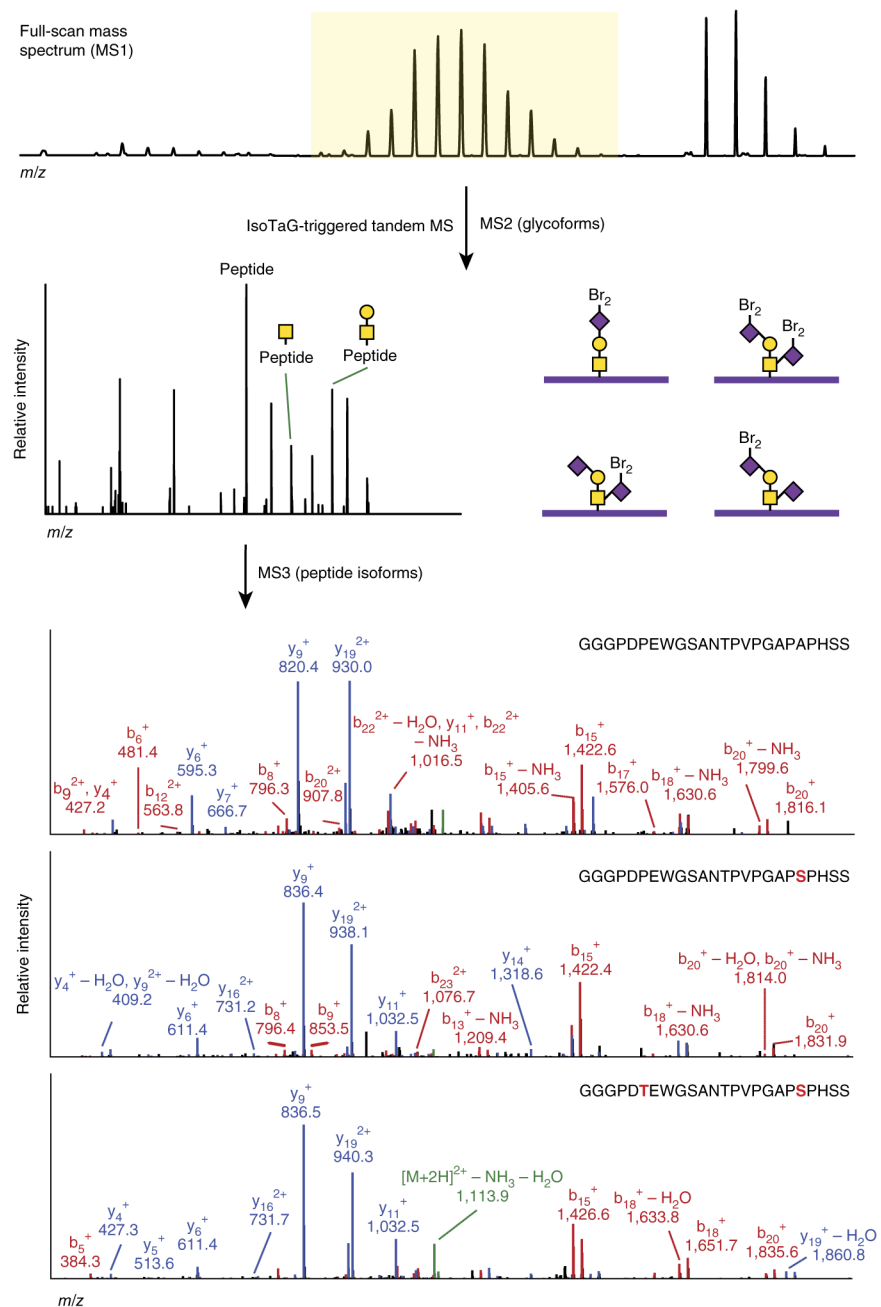 Full-scan mass
spectrum (MS1)
m/z
IsoTaG-triggered tandem MS
MS2 (glycoforms)
Peptide
Relative intensity
Peptide
Peptide
m/z
Br₂
Br₂
Br₂
Br₂
Br₂
MS3 (peptide isoforms)
GGGPDPEWGSANTPVPGAPAPHSS
y₉⁺
820.4
y₁₉²⁺
930.0
b₂₂²⁺ – H₂O, y₁₁⁺, b₂₂²⁺
– NH₃
1,016.5
b₆⁺
481.4
b₉²⁺, y₄⁺
427.2
b₁₂²⁺
563.8
y₆⁺
595.3
y₇⁺
666.7
b₈⁺
796.3
b₂₀²⁺
907.8
b₁₅⁺ – NH₃
1,405.6
b₁₅⁺
1,422.6
b₁₇⁺
1,576.0
b₁₈⁺ – NH₃
1,630.6
b₂₀⁺ – NH₃
1,799.6
b₂₀⁺
1,816.1
Relative intensity
GGGPDPEWGSANTPVPGAPSPHSS
y₉⁺
836.4
y₁₉²⁺
938.1
y₄⁺ – H₂O, y₉²⁺ – H₂O
409.2
y₆⁺
611.4
y₁₆²⁺
731.2
b₈⁺
796.4
b₉⁺
853.5
y₁₁⁺
1,032.5
b₂₃²⁺
1,076.7
b₁₃⁺ – NH₃
1,209.4
y₁₄⁺
1,318.6
b₁₅⁺
1,422.4
b₁₈⁺ – NH₃
1,630.6
b₂₀⁺ – H₂O, b₂₀⁺ – NH₃
1,814.0
b₂₀⁺
1,831.9
GGGPDTEWGSANTPVPGAPSPHSS
y₉⁺
836.5
y₁₉²⁺
940.3
b₅⁺
384.3
y₄⁺
427.3
y₅⁺
513.6
y₆⁺
611.4
y₁₆²⁺
731.7
y₁₁⁺
1,032.5
[M+2H]²⁺ – NH₃ – H₂O
1,113.9
b₁₅⁺
1,426.6
b₁₈⁺ – H₂O
1,633.8
b₁₈⁺
1,651.7
b₂₀⁺
1,835.6
y₁₉⁺ – H₂O
1,860.8
m/z